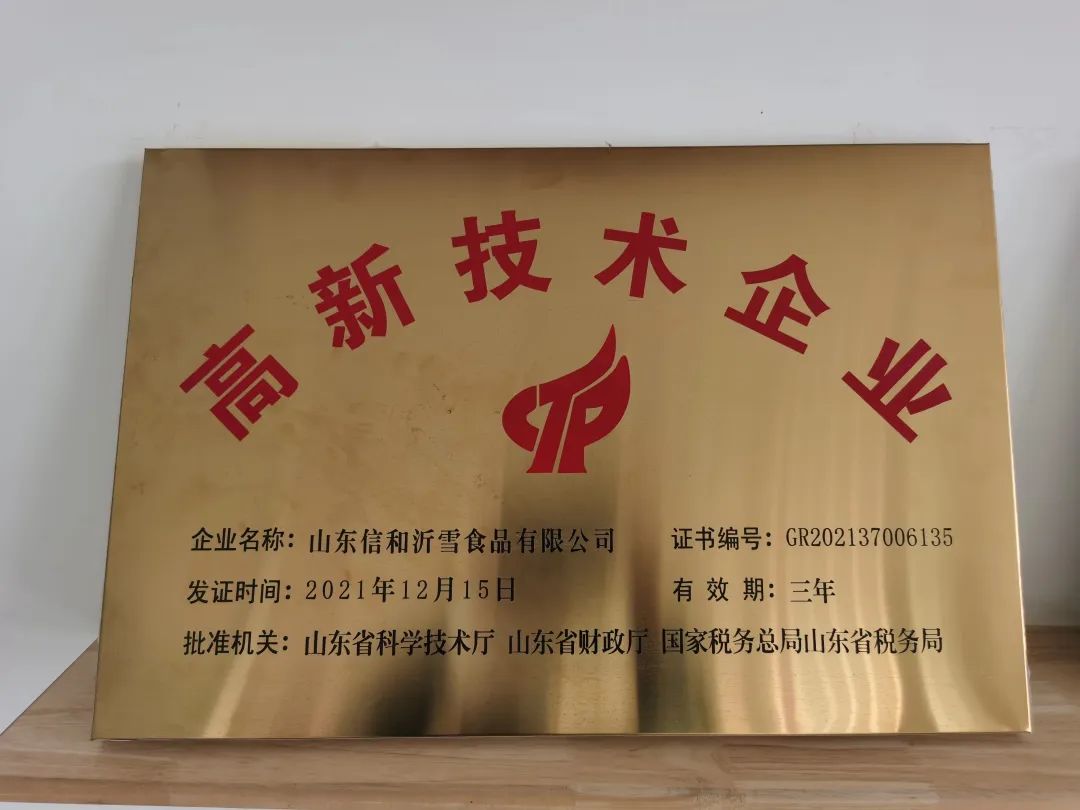 高新技术企业
企业名称：山东信和沂雪食品有限公司 证书编号：GR202137006135
发证时间：2021年12月15日 有效期：三年
批准机关：山东省科学技术厅 山东省财政厅 国家税务总局山东省税务局